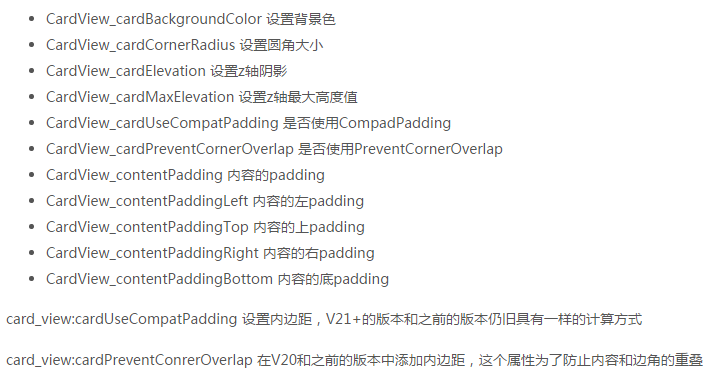 CardView_cardBackgroundColor 设置背景色
CardView_cardCornerRadius 设置圆角大小
CardView_cardElevation 设置z轴阴影
CardView_cardMaxElevation 设置z轴最大高度值
CardView_cardUseCompatPadding 是否使用CompadPadding
CardView_cardPreventCornerOverlap 是否使用PreventCornerOverlap
CardView_contentPadding 内容的padding
CardView_contentPaddingLeft 内容的左padding
CardView_contentPaddingTop 内容的上padding
CardView_contentPaddingRight 内容的右padding
CardView_contentPaddingBottom 内容的底padding
card_view:cardUseCompatPadding 设置内边距，V21+的版本和之前的版本仍旧具有一样的计算方式
card_view:cardPreventConrerOverlap 在V20和之前的版本中添加内边距，这个属性为了防止内容和边角的重叠